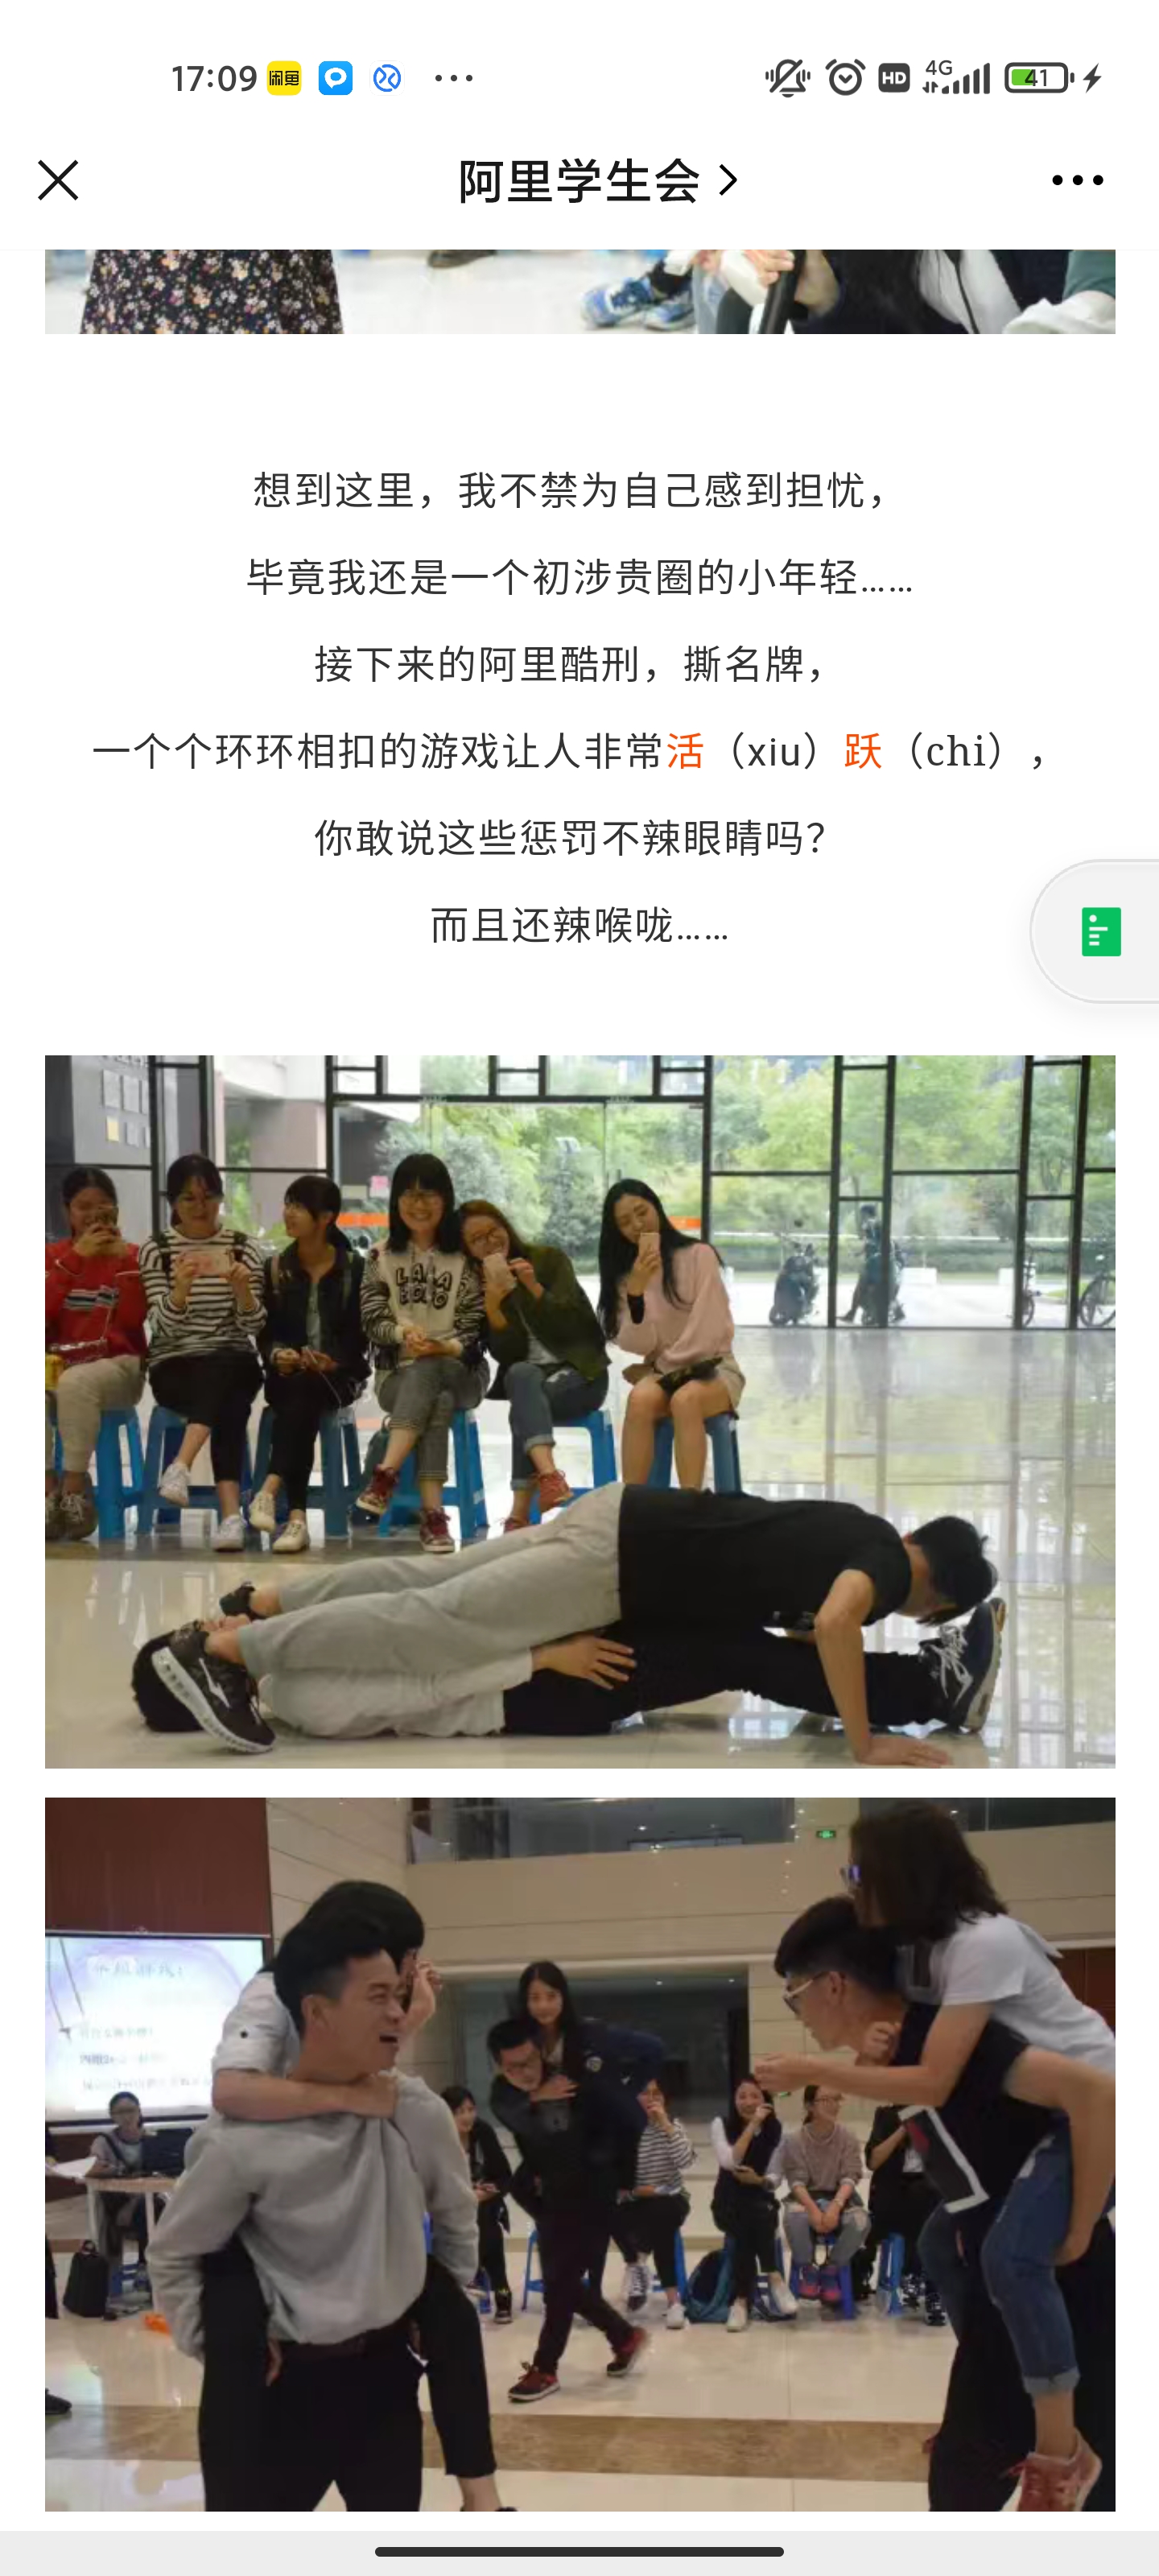 17:09 闲鱼 HD 4G 41
阿里学生会
想到这里，我不禁为自己感到担忧，
毕竟我还是一个初涉贵圈的小年轻……
接下来的阿里酷刑，撕名牌，
一个个环环相扣的游戏让人非常活（xiu）跃（chi），
你敢说这些惩罚不辣眼睛吗？
而且还辣喉咙……
LALA